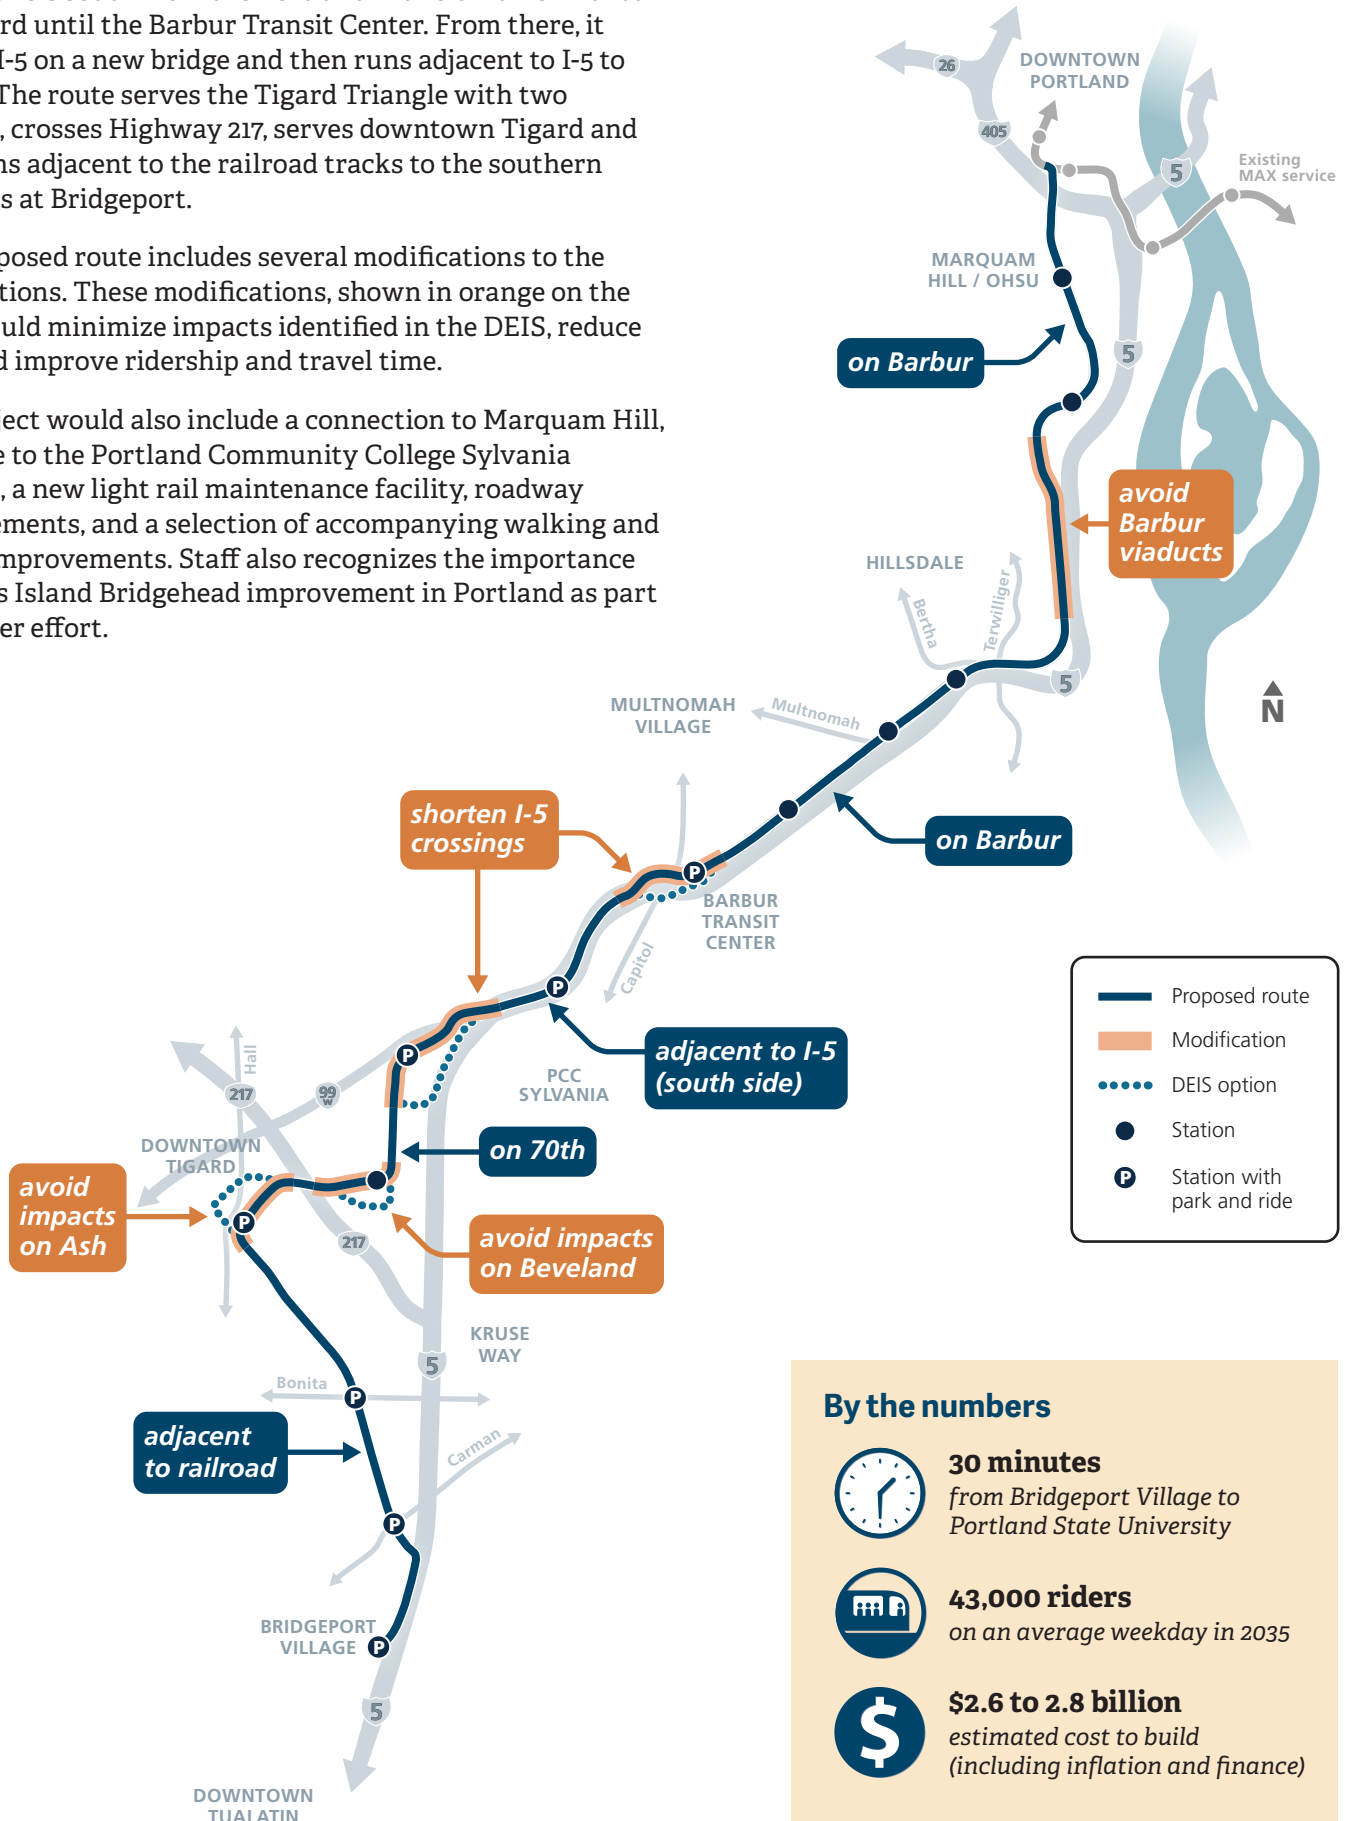 rd until the Barbur Transit Center. From there, it
I-5 on a new bridge and then runs adjacent to I-5 to
The route serves the Tigard Triangle with two
, crosses Highway 217, serves downtown Tigard and
ns adjacent to the railroad tracks to the southern
s at Bridgeport.
posed route includes several modifications to the
tions. These modifications, shown in orange on the
uld minimize impacts identified in the DEIS, reduce
d improve ridership and travel time.
ject would also include a connection to Marquam Hill,
e to the Portland Community College Sylvania
, a new light rail maintenance facility, roadway
ements, and a selection of accompanying walking and
mprovements. Staff also recognizes the importance
s Island Bridgehead improvement in Portland as part
er effort.
26
DOWNTOWN
PORTLAND
405
5
Existing
MAX service
MARQUAM
HILL / OHSU
on Barbur
5
avoid
Barbur
viaducts
HILLSDALE
Bertha
Terwilliger
5
N
MULTNOMAH
VILLAGE
Multnomah
shorten I-5
crossings
on Barbur
P
BARBUR
TRANSIT
CENTER
Capitol
P
adjacent to I-5
(south side)
PCC
SYLVANIA
P
Hall
217
99
W
DOWNTOWN
TIGARD
on 70th
avoid
impacts
on Ash
P
217
avoid impacts
on Beveland
KRUSE
WAY
5
Bonita
P
adjacent
to railroad
Carman
P
BRIDGEPORT
VILLAGE
P
5
DOWNTOWN
TUALATIN
Proposed route
Modification
DEIS option
Station
P
Station with
park and ride
By the numbers
30 minutes
from Bridgeport Village to
Portland State University
43,000 riders
on an average weekday in 2035
$
$2.6 to 2.8 billion
estimated cost to build
(including inflation and finance)